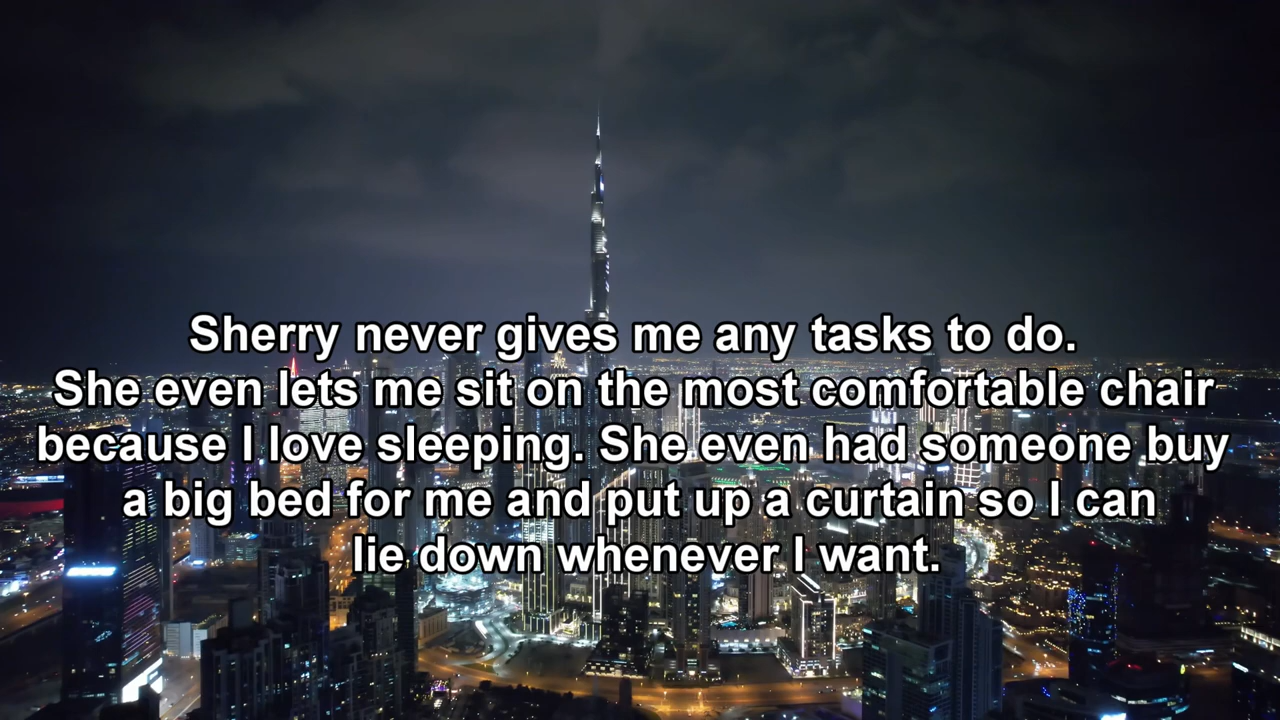 Sherry never gives me any tasks to do.
She even lets me sit on the most comfortable chair
because I love sleeping. She even had someone buy
a big bed for me and put up a curtain so I can
lie down whenever I want.